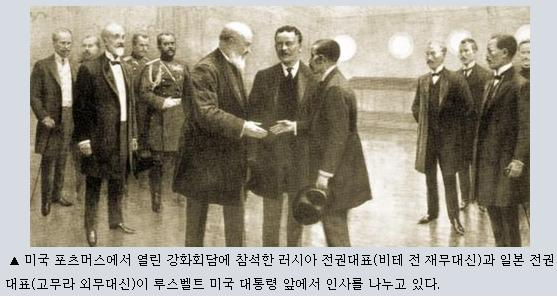 ▲ 미국 포츠머스에서 열린 강화회담에 참석한 러시아 전권대표(비테 전 재무대신)과 일본 전권
대표(고무라 외무대신)이 루스벨트 미국 대통령 앞에서 인사를 나누고 있다.